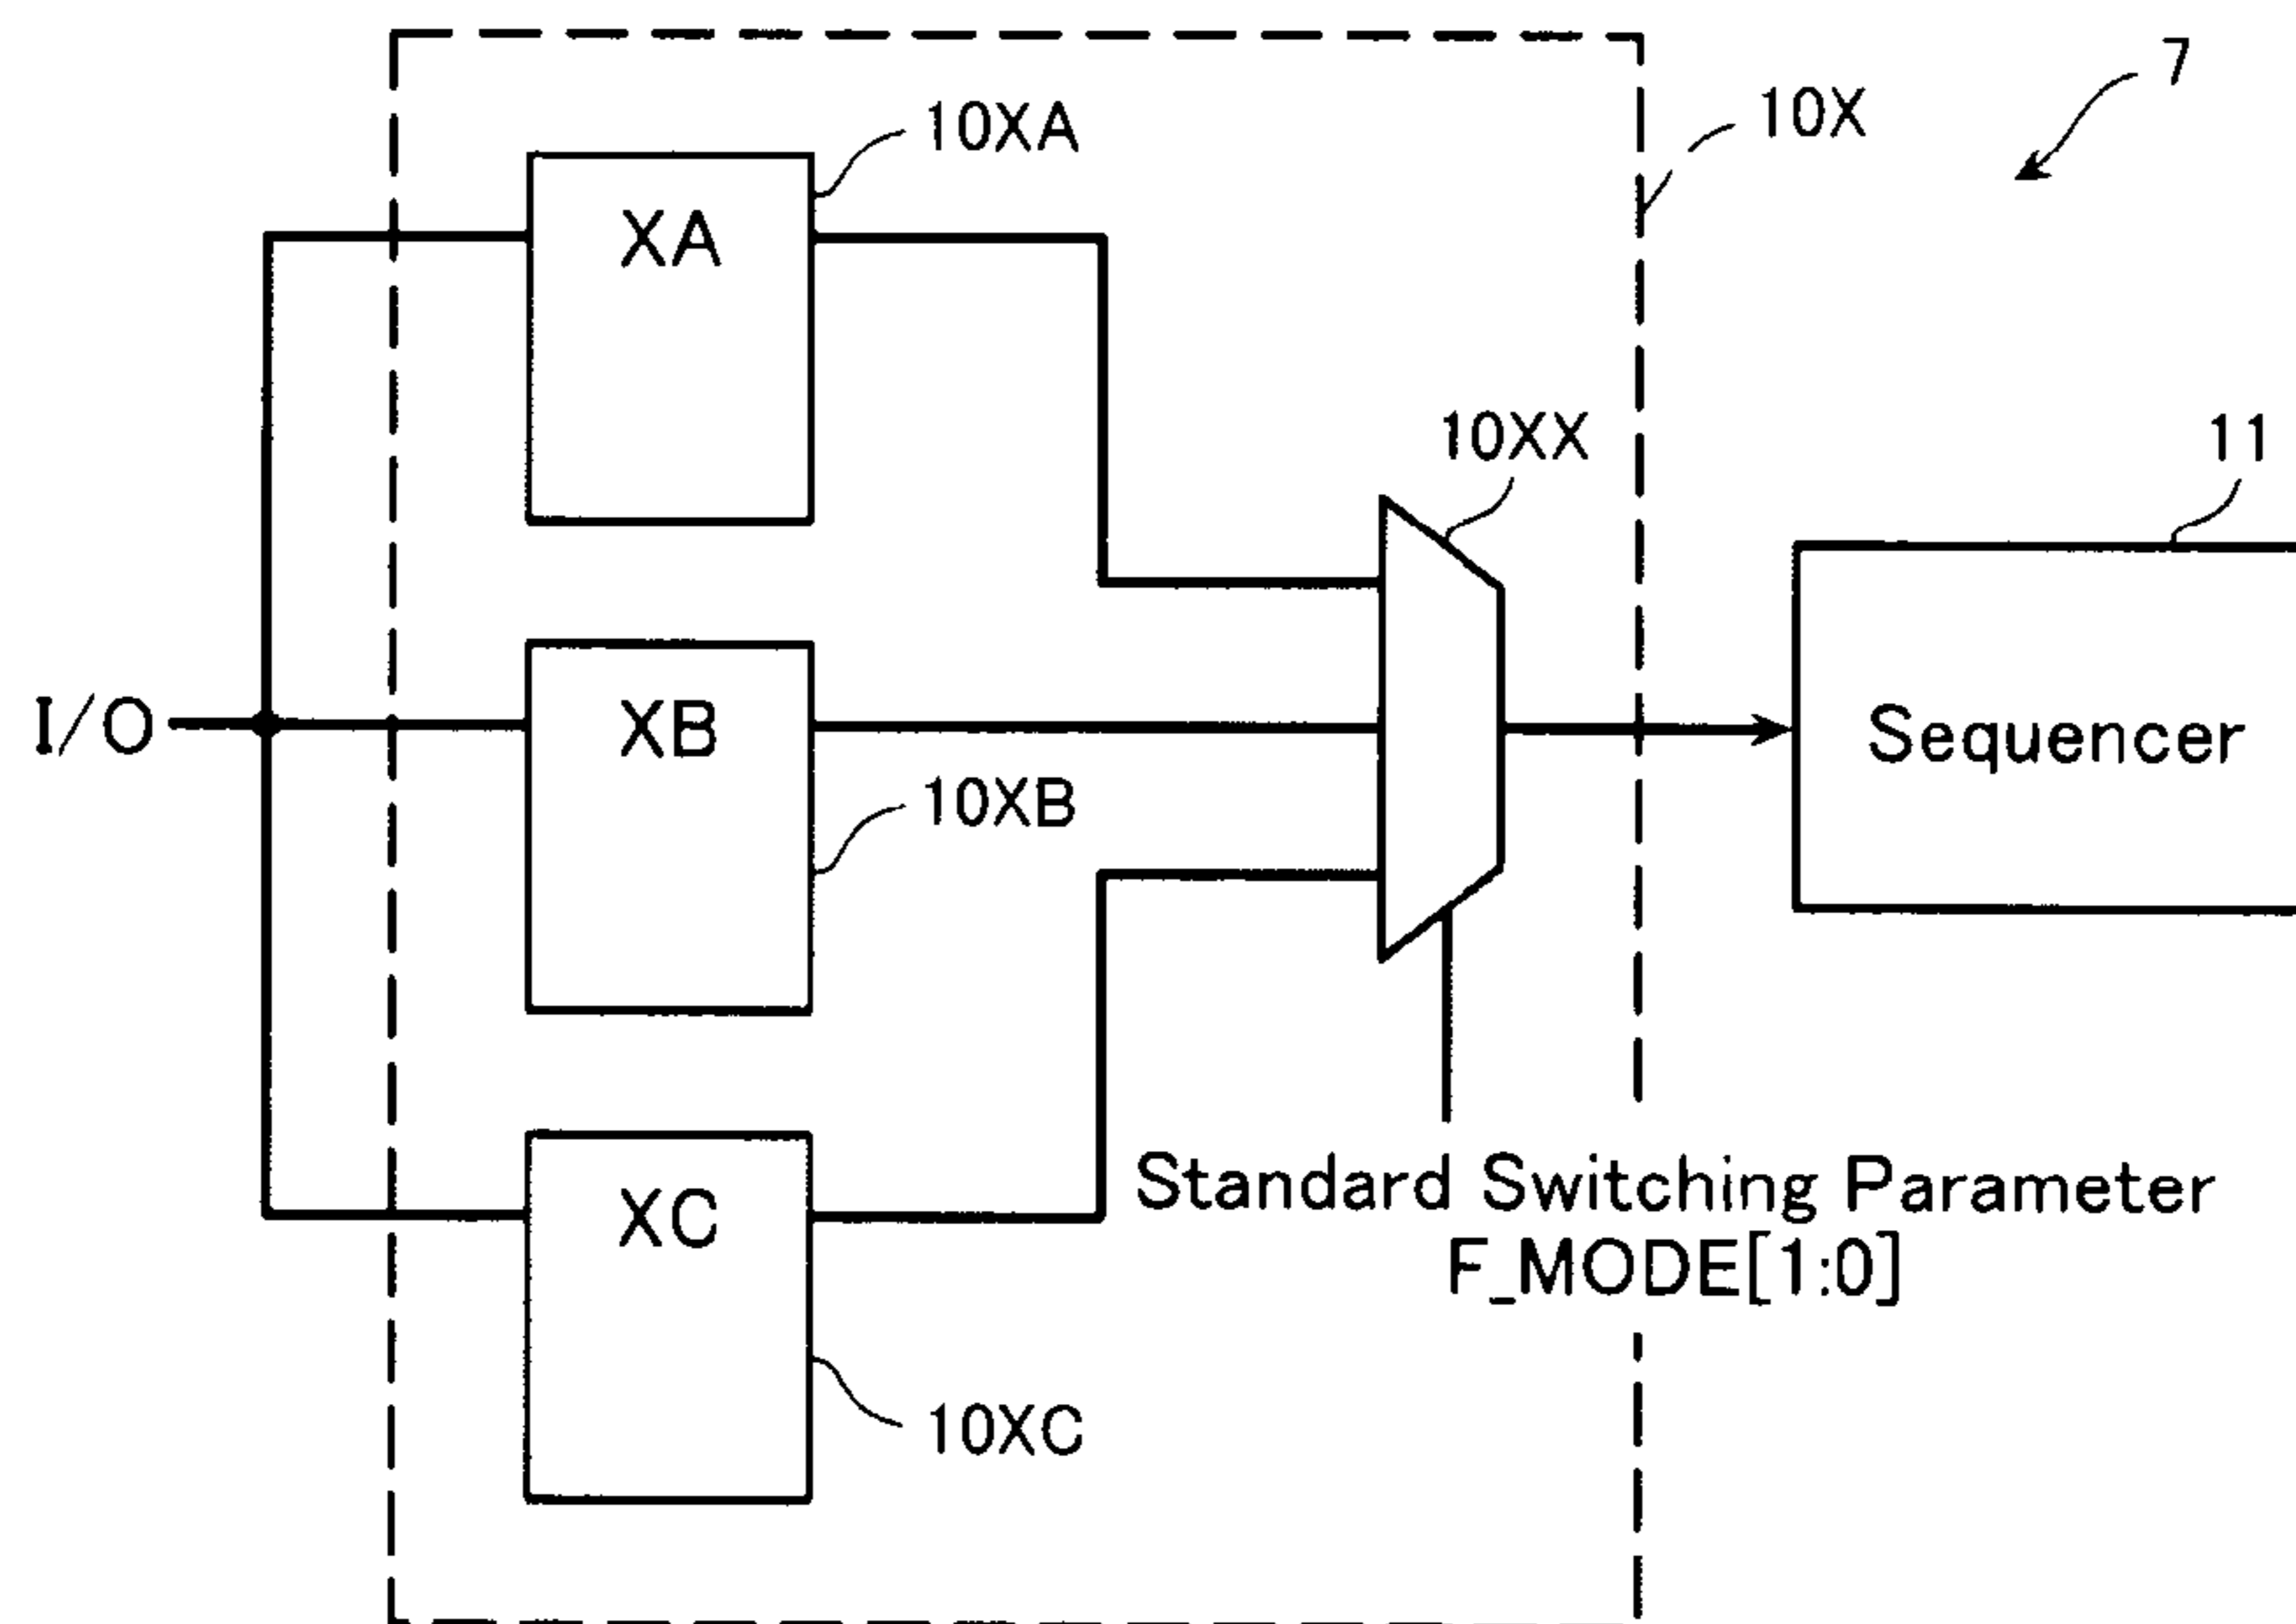 7
10X
10XA
XA
10XX
11
I/O
XB
Sequencer
10XB
Standard Switching Parameter
F_MODE[1:0]
XC
10XC